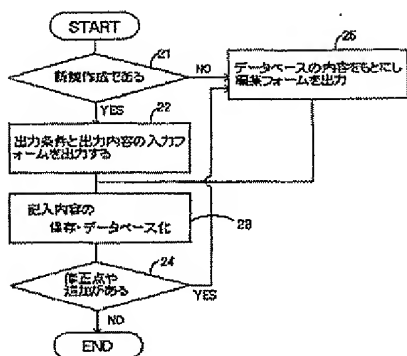 START
21
新規作成である
NO
YES
25
データベースの内容をもとにし
編集フォームを出力
22
出力条件と出力内容の入力フ
ォームを出力する
記入内容の
保存・データベース化
23
24
修正点や
追加がある
YES
NO
END